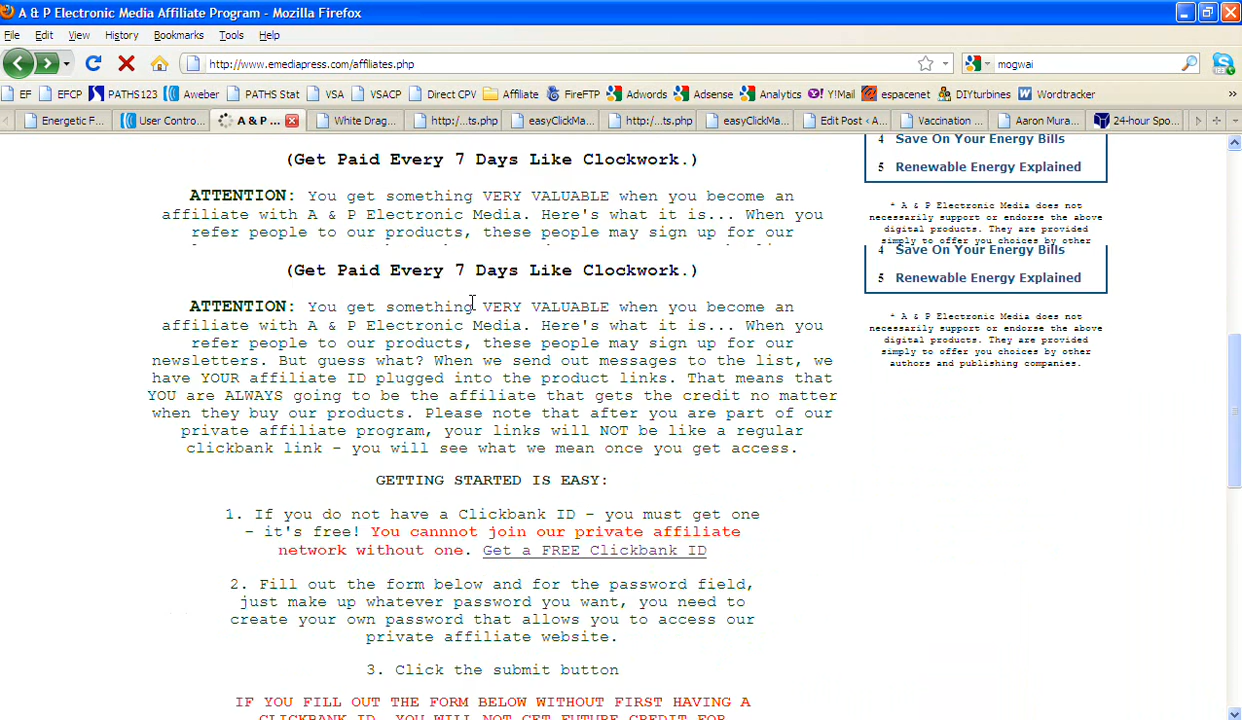 A & P Electronic Media Affiliate Program - Mozilla Firefox
File Edit View History Bookmarks Tools Help
http://www.emediapress.com/affiliates.php
mogwai
EF EFCP PATHS123 Aweber PATHS Stat VSA VSACP Direct CPV Affiliate FireFTP Adwords Adsense Analytics Y!Mail espacenet DIYturbines Wordtracker
Energetic F... User Contro... A & P ... White Drag... http:/...ts.php easyClickMa... http:/...ts.php easyClickMa... Edit Post ‹ A... Vaccination ... Aaron Mura... 24-hour Spo...
(Get Paid Every 7 Days Like Clockwork.)
ATTENTION: You get something VERY VALUABLE when you become an
affiliate with A & P Electronic Media. Here's what it is... When you
refer people to our products, these people may sign up for our
(Get Paid Every 7 Days Like Clockwork.)
ATTENTION: You get something VERY VALUABLE when you become an
affiliate with A & P Electronic Media. Here's what it is... When you
refer people to our products, these people may sign up for our
newsletters. But guess what? When we send out messages to the list, we
have YOUR affiliate ID plugged into the product links. That means that
YOU are ALWAYS going to be the affiliate that gets the credit no matter
when they buy our products. Please note that after you are part of our
private affiliate program, your links will NOT be like a regular
clickbank link - you will see what we mean once you get access.
GETTING STARTED IS EASY:
1. If you do not have a Clickbank ID - you must get one
- it's free! You cannnot join our private affiliate
network without one. Get a FREE Clickbank ID
2. Fill out the form below and for the password field,
just make up whatever password you want, you need to
create your own password that allows you to access our
private affiliate website.
3. Click the submit button
IF YOU FILL OUT THE FORM BELOW WITHOUT FIRST HAVING A
CLICKBANK ID, YOU WILL NOT GET FUTURE CREDIT FOR
4 Save On Your Energy Bills
5 Renewable Energy Explained
* A & P Electronic Media does not
necessarily support or endorse the above
digital products. They are provided
simply to offer you choices by other
4 Save On Your Energy Bills
5 Renewable Energy Explained
* A & P Electronic Media does not
necessarily support or endorse the above
digital products. They are provided
simply to offer you choices by other
authors and publishing companies.